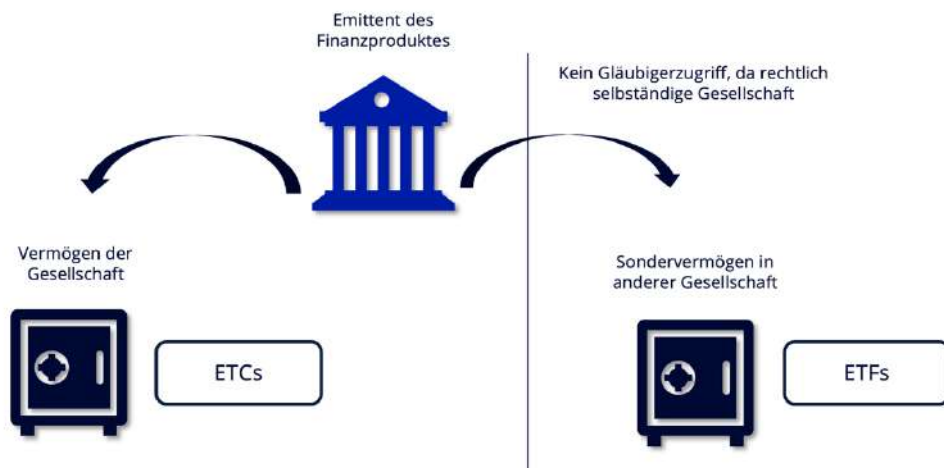 Emittent des
Finanzproduktes
Kein Gläubigerzugriff, da rechtlich
selbständige Gesellschaft
Vermögen der
Gesellschaft
Sondervermögen in
anderer Gesellschaft
ETCs
ETFs